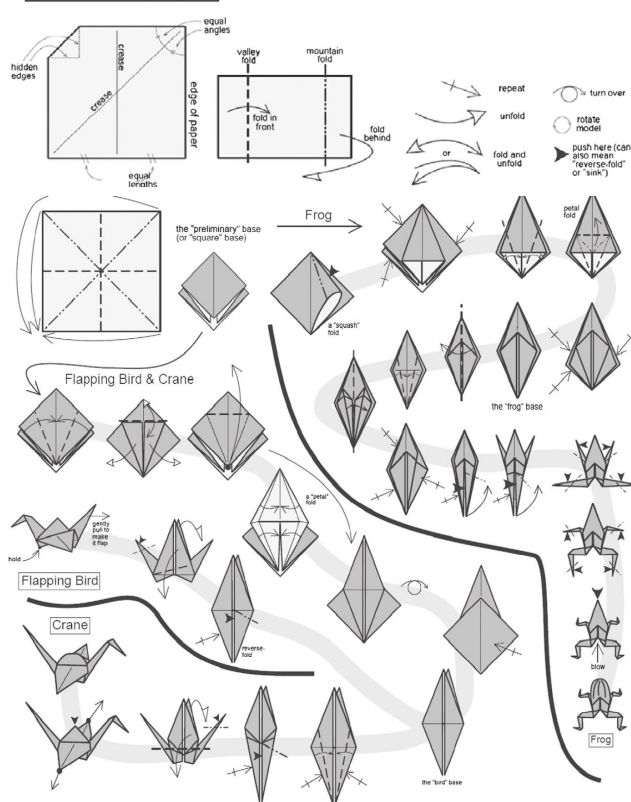 equal
angles
hidden
edges
crease
crease
edge of paper
equal
lengths
valley
fold
mountain
fold
fold in
front
fold
behind
repeat
turn over
unfold
rotate
model
or
fold and
unfold
push here (can
also mean
"reverse-fold"
or "sink")
the "preliminary" base
(or "square" base)
Frog
petal
fold
a "squash"
fold
Flapping Bird & Crane
the "frog" base
a "petal"
fold
gently
pull to
make
it flap
hold
Flapping Bird
Crane
reverse-
fold
blow
Frog
the "bird" base